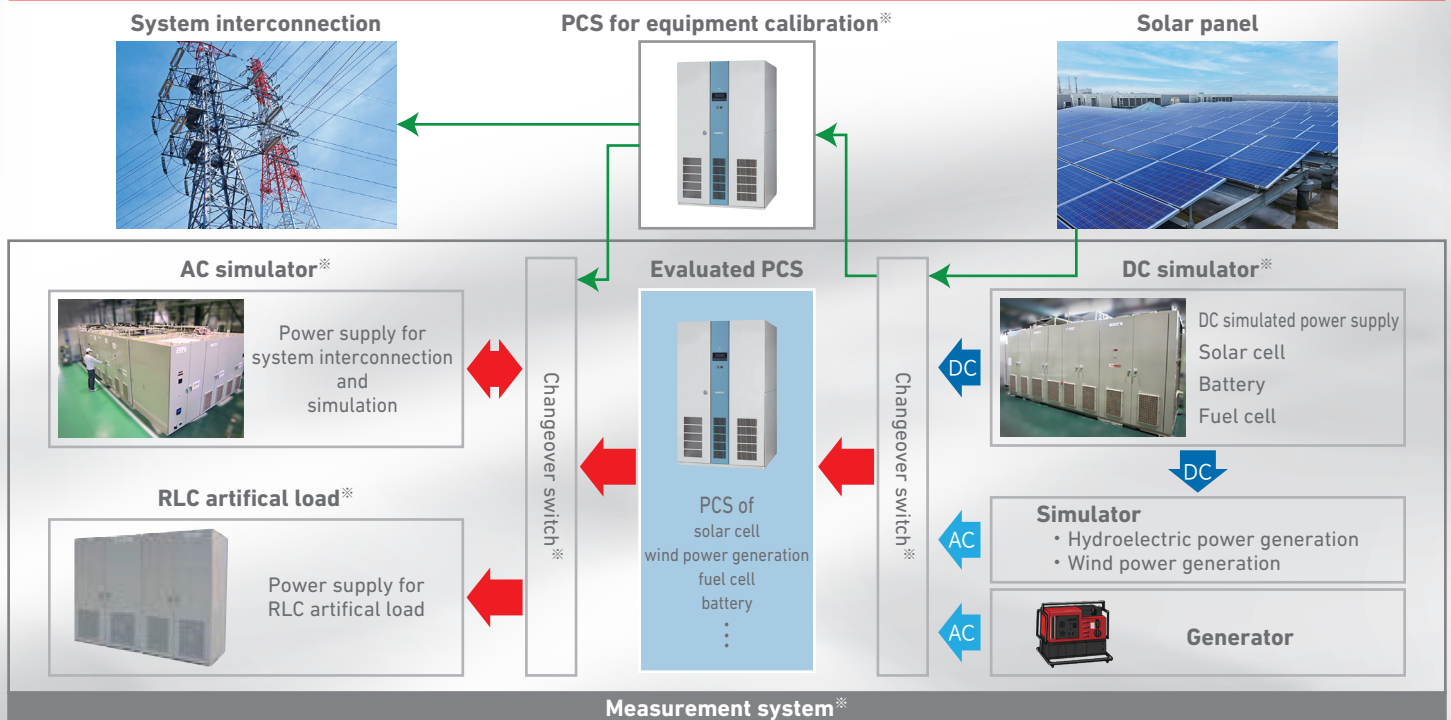 System interconnection
PCS for equipment calibration※
Solar panel
AC simulator※
Power supply for
system interconnection
and
simulation
RLC artifical load※
Power supply for
RLC artifical load
Changeover switch※
Evaluated PCS
PCS of
solar cell
wind power generation
fuel cell
battery
⋮
Changeover switch※
DC
AC
AC
DC simulator※
DC simulated power supply
Solar cell
Battery
Fuel cell
DC
Simulator
・Hydroelectric power generation
・Wind power generation
Generator
Measurement system※